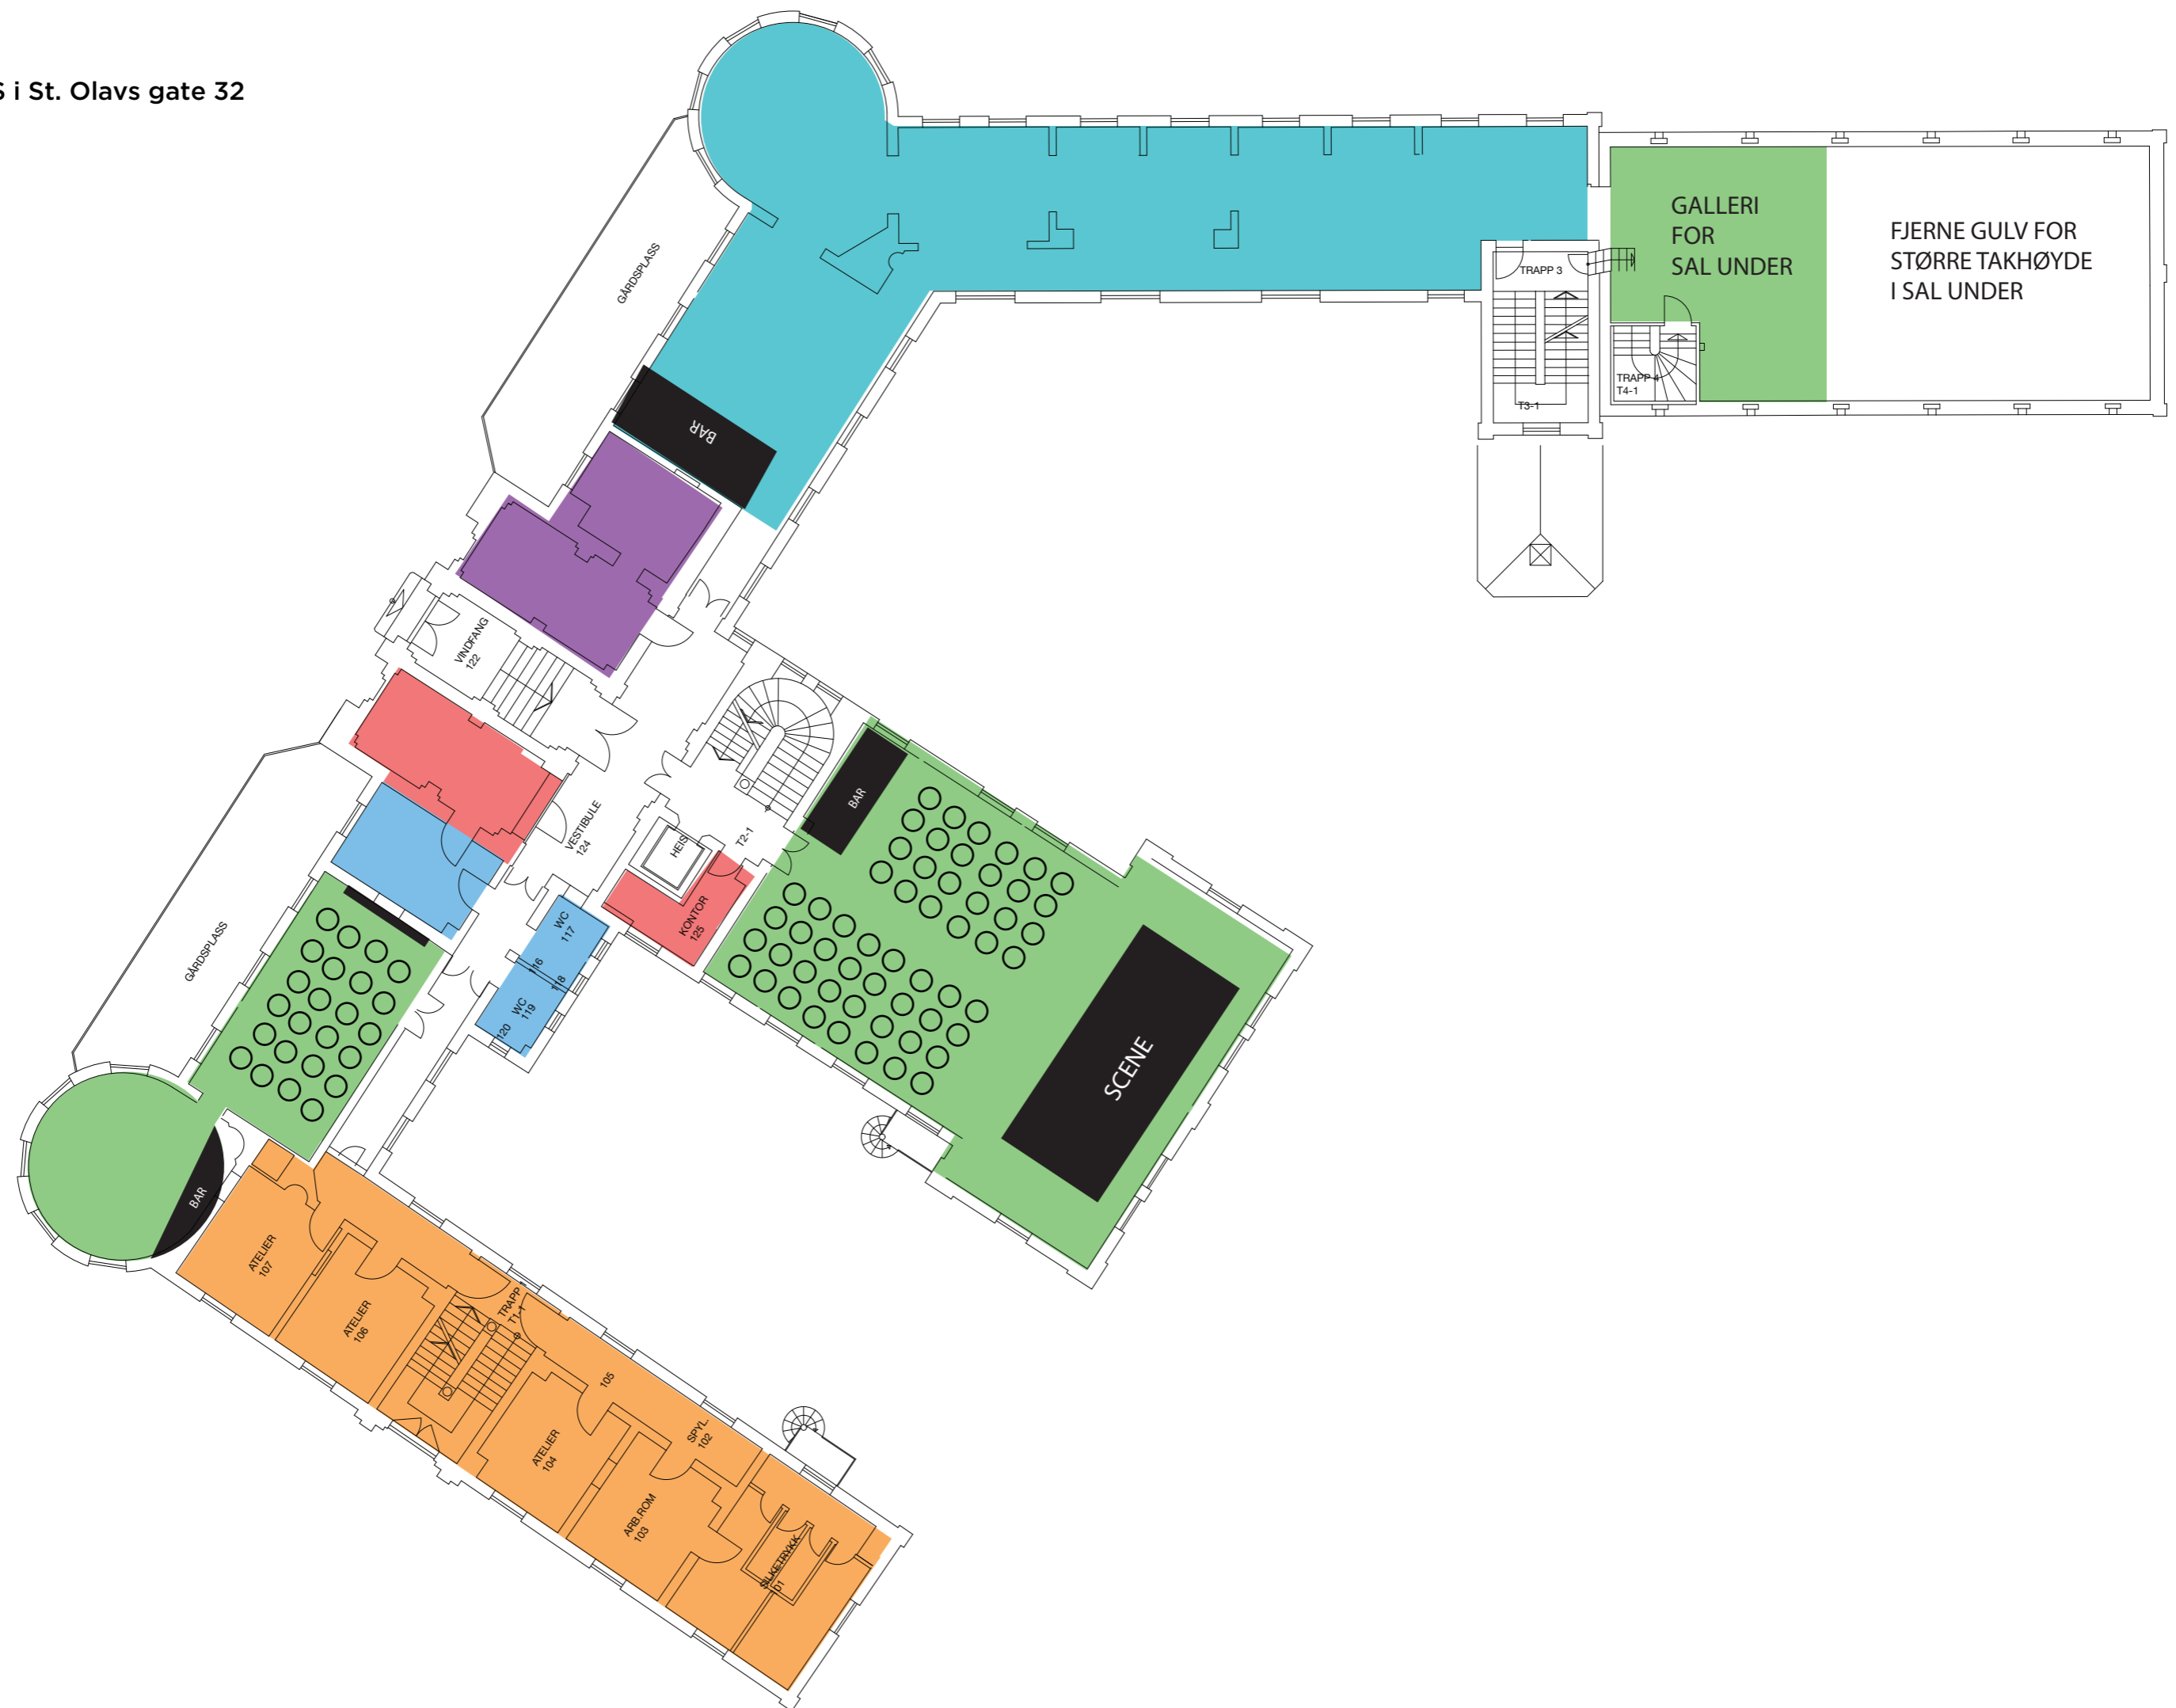 S i St. Olavs gate 32
GALLERI
FOR
SAL UNDER
FJERNE GULV FOR
STØRRE TAKHØYDE
I SAL UNDER
GÅRDSPLASS
TRAPP 3
T3-1
TRAPP 4
T4-1
BAR
VINDFANG
122
VESTIBULE
124
HEIS
T2-1
BAR
KONTOR
125
WC
117
116
118
WC
119
120
GÅRDSPLASS
SCENE
BAR
ATELIER
107
ATELIER
106
TRAPP
T1-1
105
ATELIER
104
SPYL.
102
ARB.ROM
103
SILKETRYKK.
101